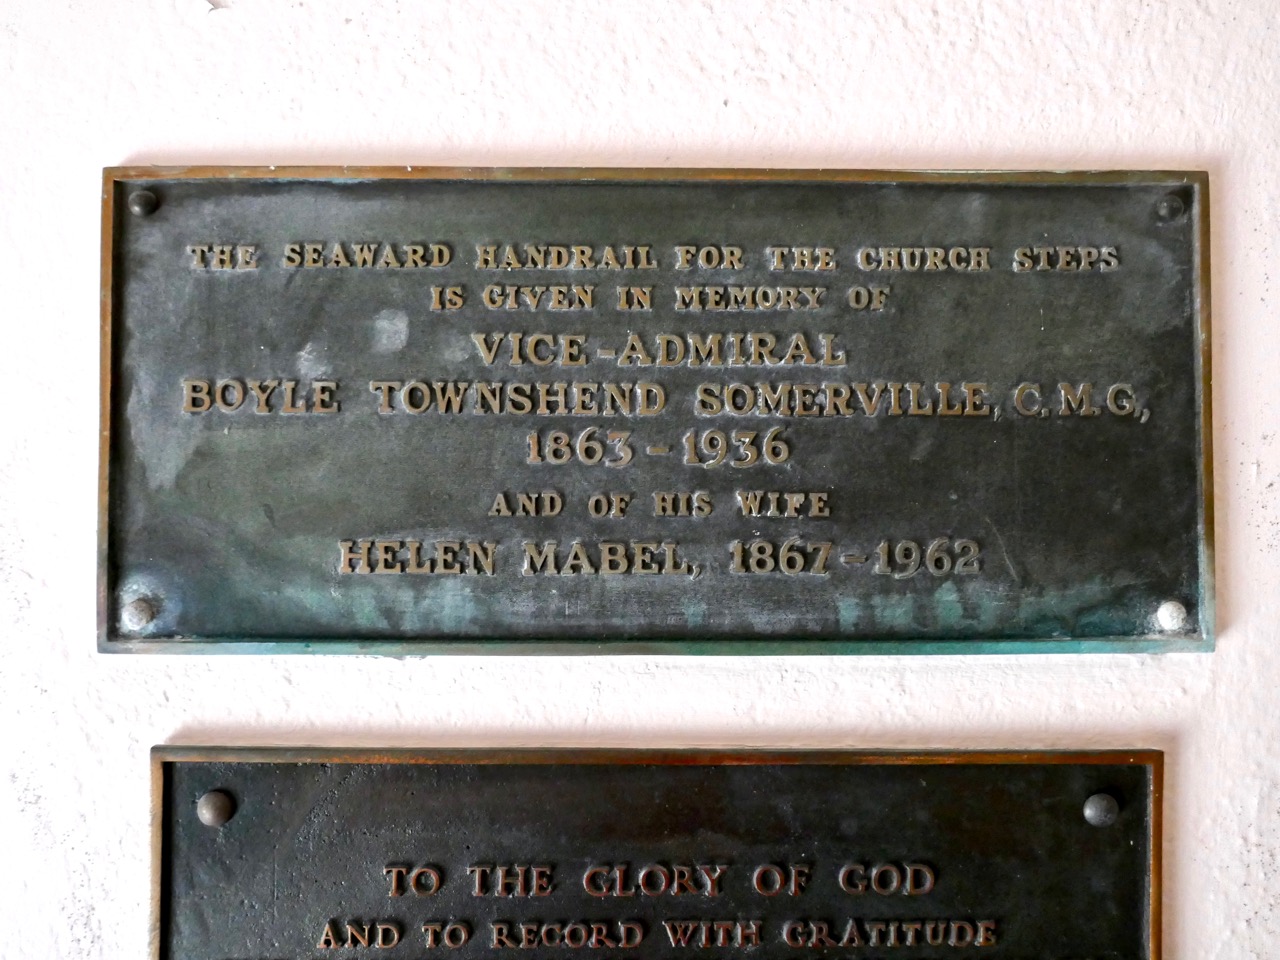 THE SEAWARD HANDRAIL FOR THE CHURCH STEPS
IS GIVEN IN MEMORY OF
VICE-ADMIRAL
BOYLE TOWNSHEND SOMERVILLE, C.M.G.,
1863-1936
AND OF HIS WIFE
HELEN MABEL, 1867-1962
TO THE GLORY OF GOD
AND TO RECORD WITH GRATITUDE